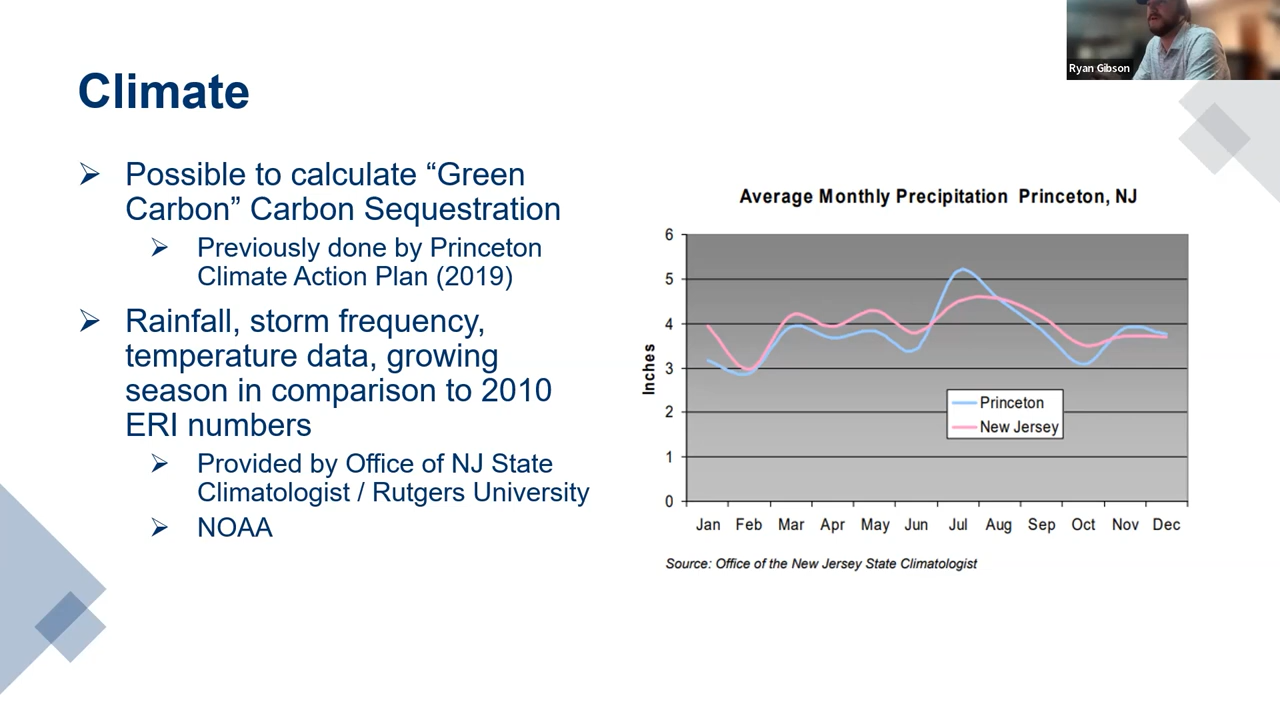 Ryan Gibson
Climate
➢ Possible to calculate “Green
Carbon” Carbon Sequestration
➢ Previously done by Princeton
Climate Action Plan (2019)
➢ Rainfall, storm frequency,
temperature data, growing
season in comparison to 2010
ERI numbers
➢ Provided by Office of NJ State
Climatologist / Rutgers University
➢ NOAA
Average Monthly Precipitation Princeton, NJ
Inches
6
5
4
3
2
1
0
Princeton
New Jersey
Jan Feb Mar Apr May Jun Jul Aug Sep Oct Nov Dec
Source: Office of the New Jersey State Climatologist